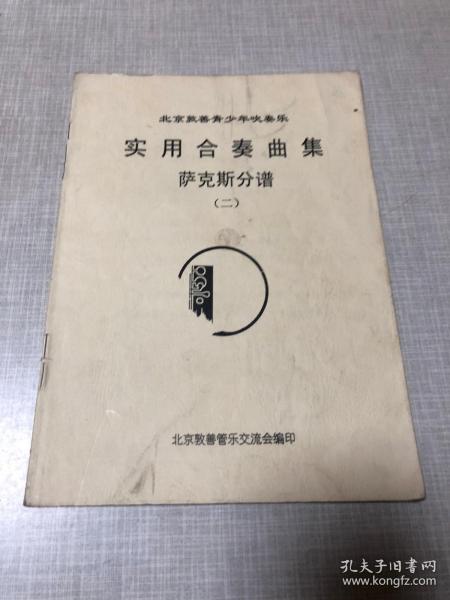 北京敦善青少年吹奏乐
实用合奏曲集
萨克斯分谱
（二）
北京敦善管乐交流会编印
孔夫子旧书网
www.kongfz.com